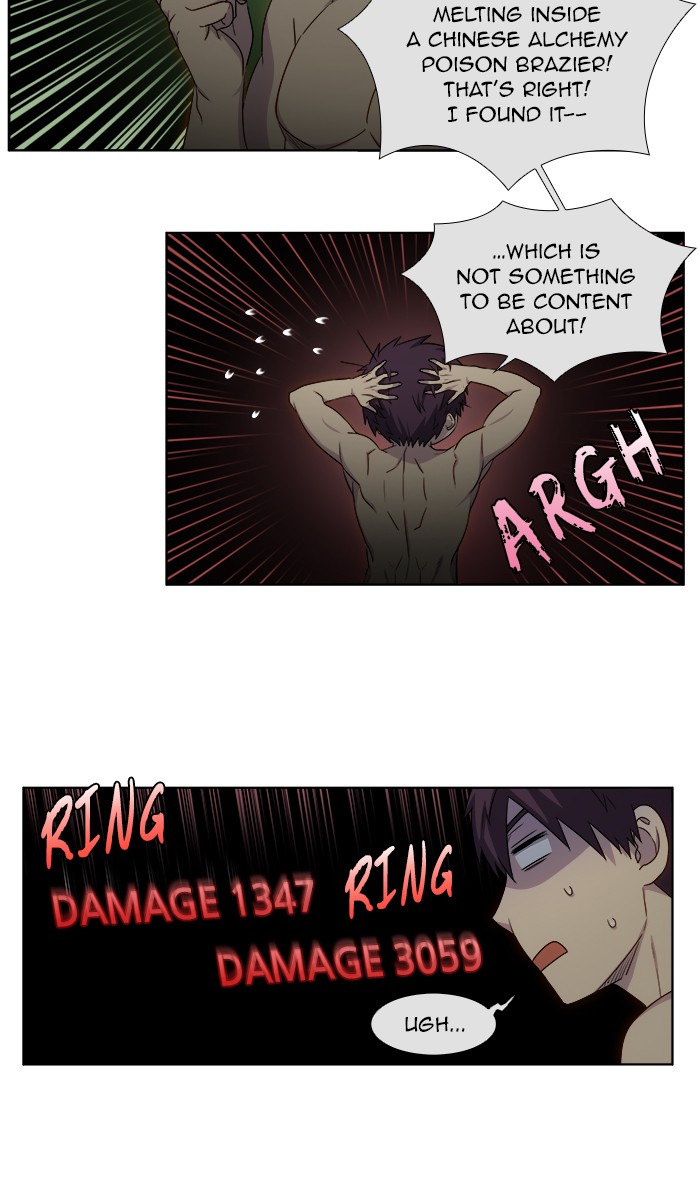 MELTING INSIDE
A CHINESE ALCHEMY
POISON BRAZIER!
THAT'S RIGHT!
I FOUND IT--
...WHICH IS
NOT SOMETHING
TO BE CONTENT
ABOUT!
ARGH
RING
DAMAGE 1347
RING
DAMAGE 3059
UGH...